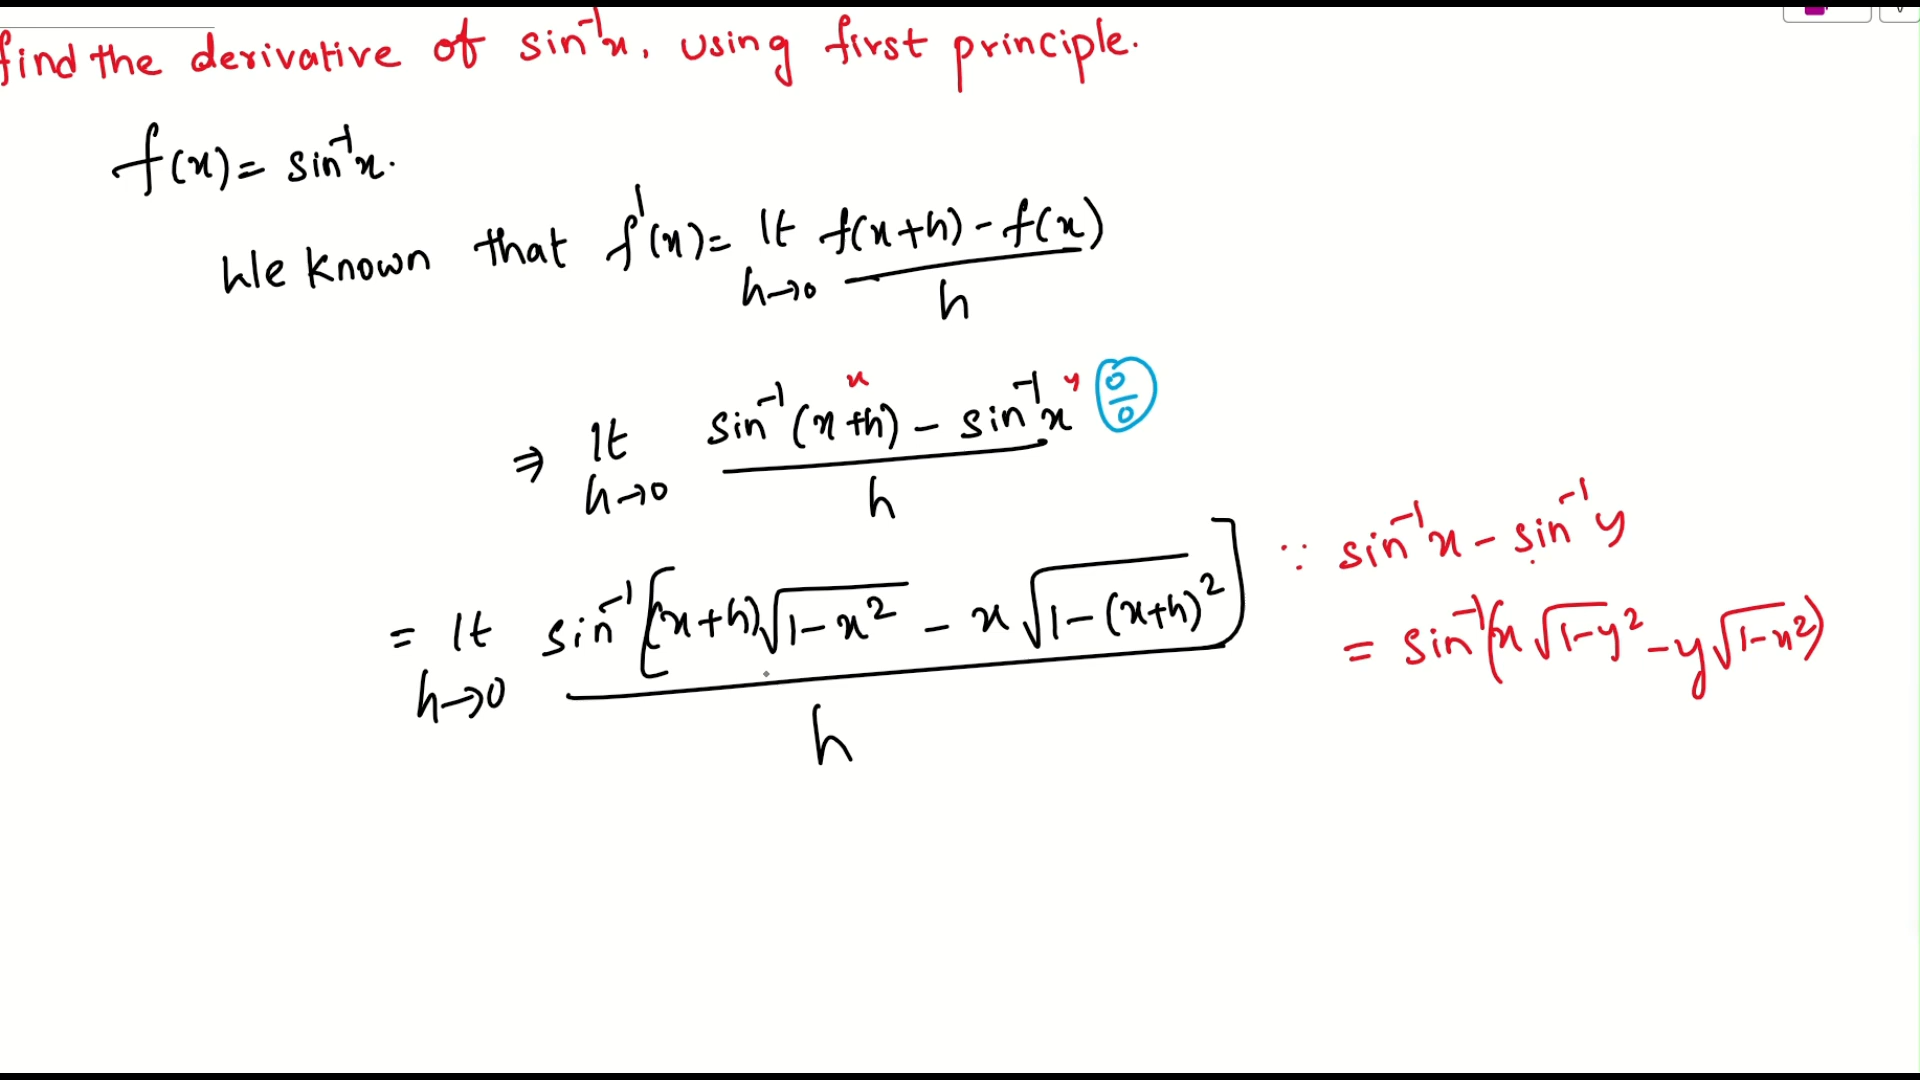 find the derivative of sin⁻¹x, using first principle.
f(x) = sin⁻¹x.
We known that f'(x) = lt h→0 f(x+h) - f(x) / h
⇒ lt h→0 sin⁻¹(x+h) - sin⁻¹x / h x y 0/0
= lt h→0 sin⁻¹[(x+h)√1-x² - x√1-(x+h)²] / h
∵ sin⁻¹x - sin⁻¹y
= sin⁻¹(x√1-y² - y√1-x²)